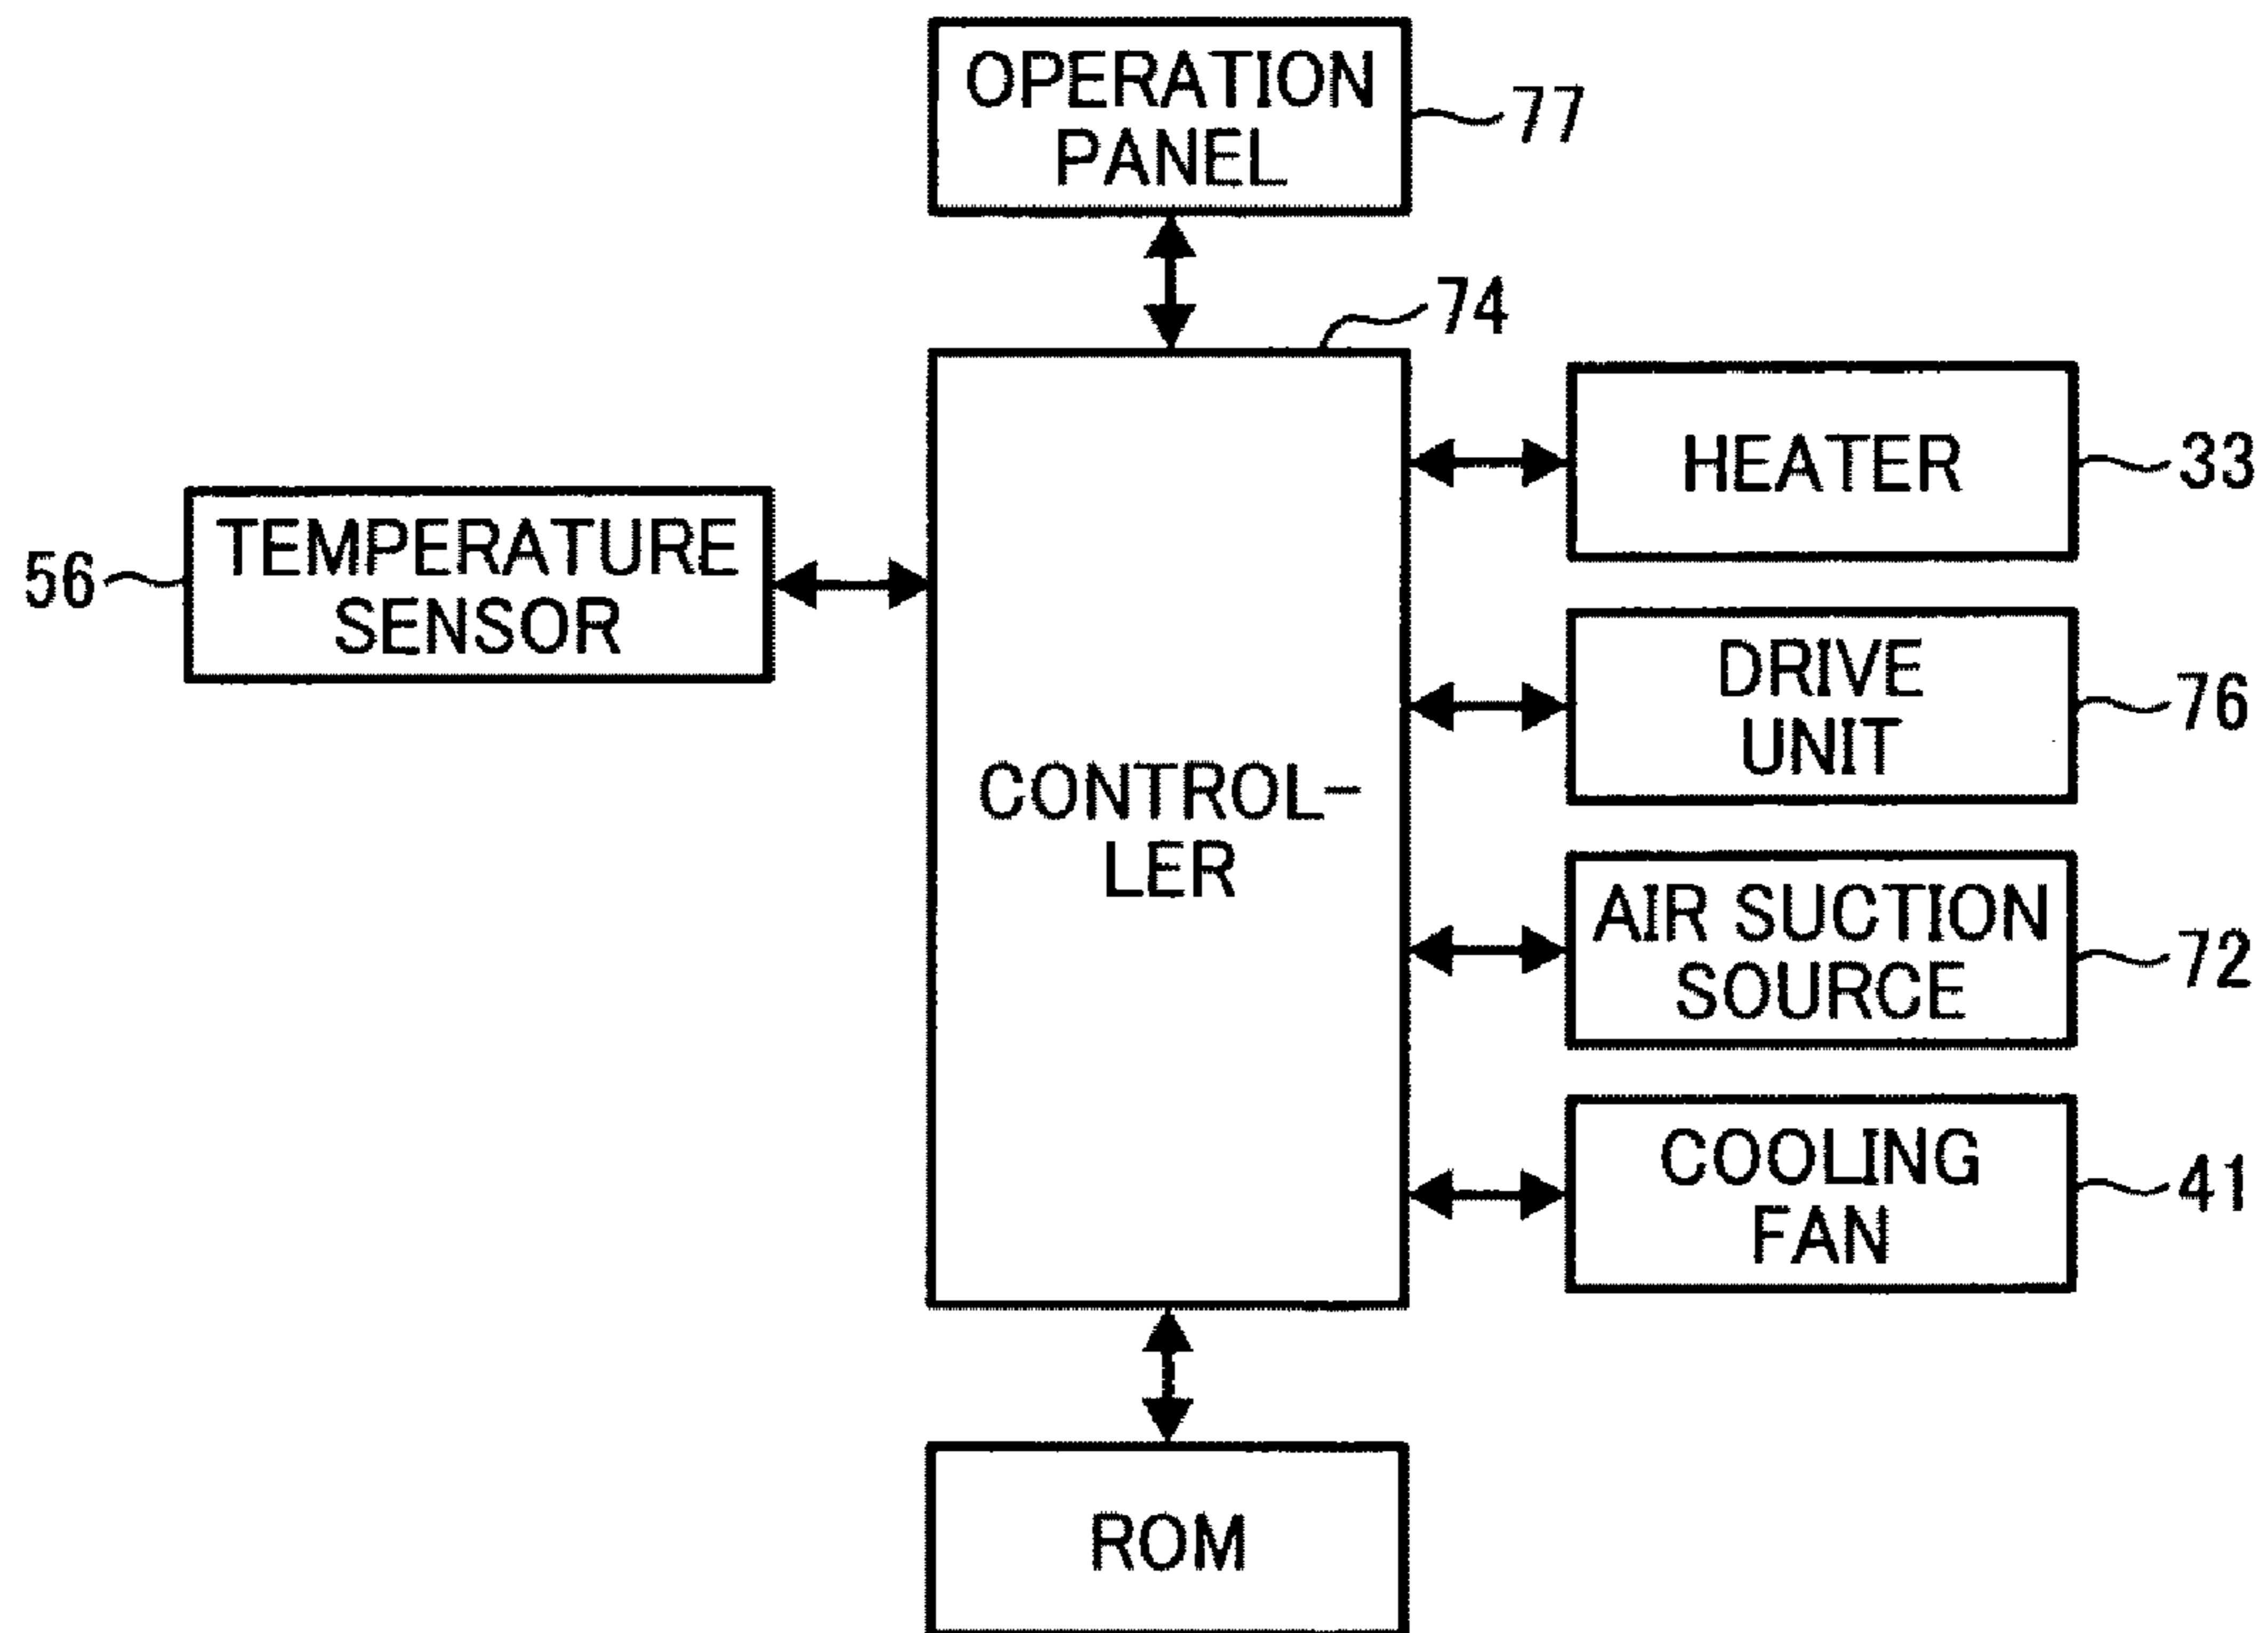 OPERATION
PANEL
77
74
HEATER
33
56
TEMPERATURE
SENSOR
DRIVE
UNIT
76
CONTROL-
LER
AIR SUCTION
SOURCE
72
COOLING
FAN
41
ROM